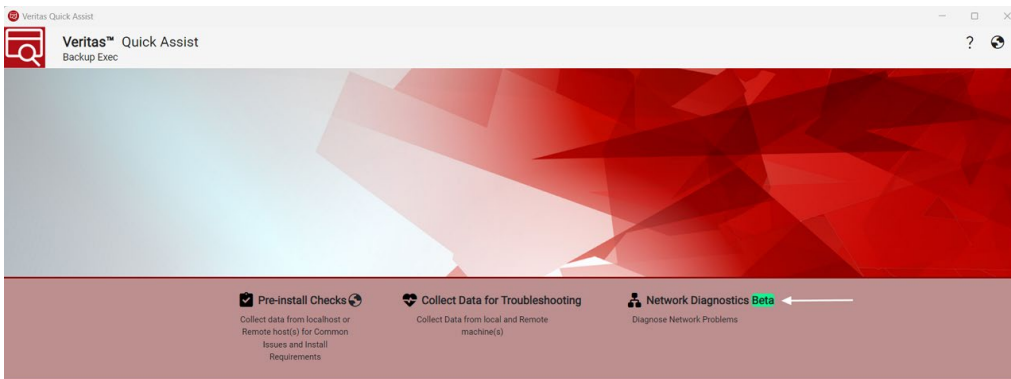 Veritas Quick Assist
Veritas™ Quick Assist
Backup Exec
?
Pre-install Checks
Collect data from localhost or
Remote host(s) for Common
Issues and Install
Requirements
Collect Data for Troubleshooting
Collect Data from local and Remote
machine(s)
Network Diagnostics Beta
Diagnose Network Problems